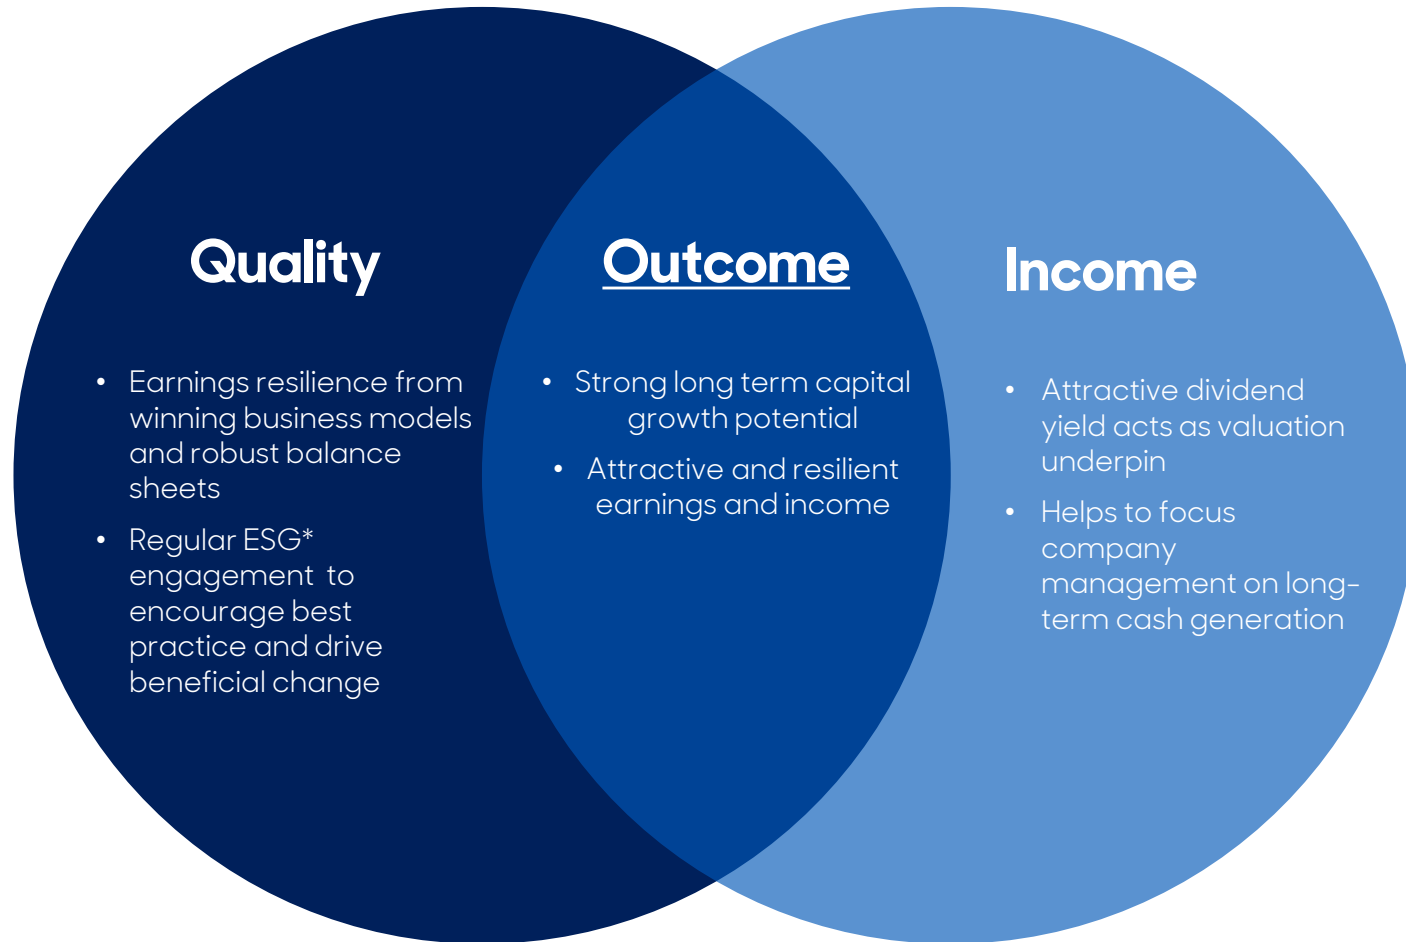 Quality
• Earnings resilience from
winning business models
and robust balance
sheets
• Regular ESG*
engagement  to
encourage best
practice and drive
beneficial change
Outcome
• Strong long term capital
growth potential
• Attractive and resilient
earnings and income
Income
• Attractive dividend
yield acts as valuation
underpin
• Helps to focus
company
management on long-
term cash generation